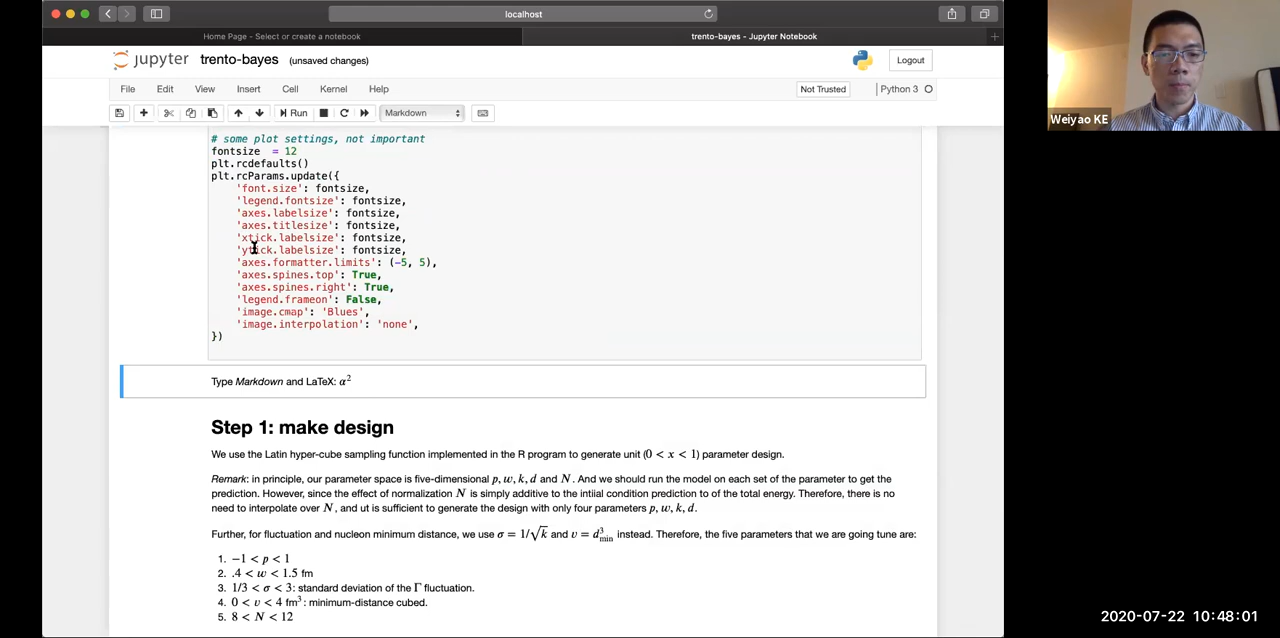 localhost
Home Page - Select or create a notebook
trento-bayes - Jupyter Notebook
jupyter trento-bayes (unsaved changes)
Logout
File Edit View Insert Cell Kernel Help
Not Trusted
Python 3
Run
Markdown
# some plot settings, not important
fontsize = 12
plt.rcdefaults()
plt.rcParams.update({
'font.size': fontsize,
'legend.fontsize': fontsize,
'axes.labelsize': fontsize,
'axes.titlesize': fontsize,
'xtick.labelsize': fontsize,
'ytick.labelsize': fontsize,
'axes.formatter.limits': (-5, 5),
'axes.spines.top': True,
'axes.spines.right': True,
'legend.frameon': False,
'image.cmap': 'Blues',
'image.interpolation': 'none',
})
Type Markdown and LaTeX: α²
Step 1: make design
We use the Latin hyper-cube sampling function implemented in the R program to generate unit (0 < x < 1) parameter design.
Remark: in principle, our parameter space is five-dimensional p, w, k, d and N. And we should run the model on each set of the parameter to get the
prediction. However, since the effect of normalization N is simply additive to the intiial condition prediction to of the total energy. Therefore, there is no
need to interpolate over N, and ut is sufficient to generate the design with only four parameters p, w, k, d.
Further, for fluctuation and nucleon minimum distance, we use σ = 1/√k and v = d³min instead. Therefore, the five parameters that we are going tune are:
1. −1 < p < 1
2. .4 < w < 1.5 fm
3. 1/3 < σ < 3: standard deviation of the Γ fluctuation.
4. 0 < v < 4 fm³: minimum-distance cubed.
5. 8 < N < 12
Weiyao KE
2020-07-22 10:48:01